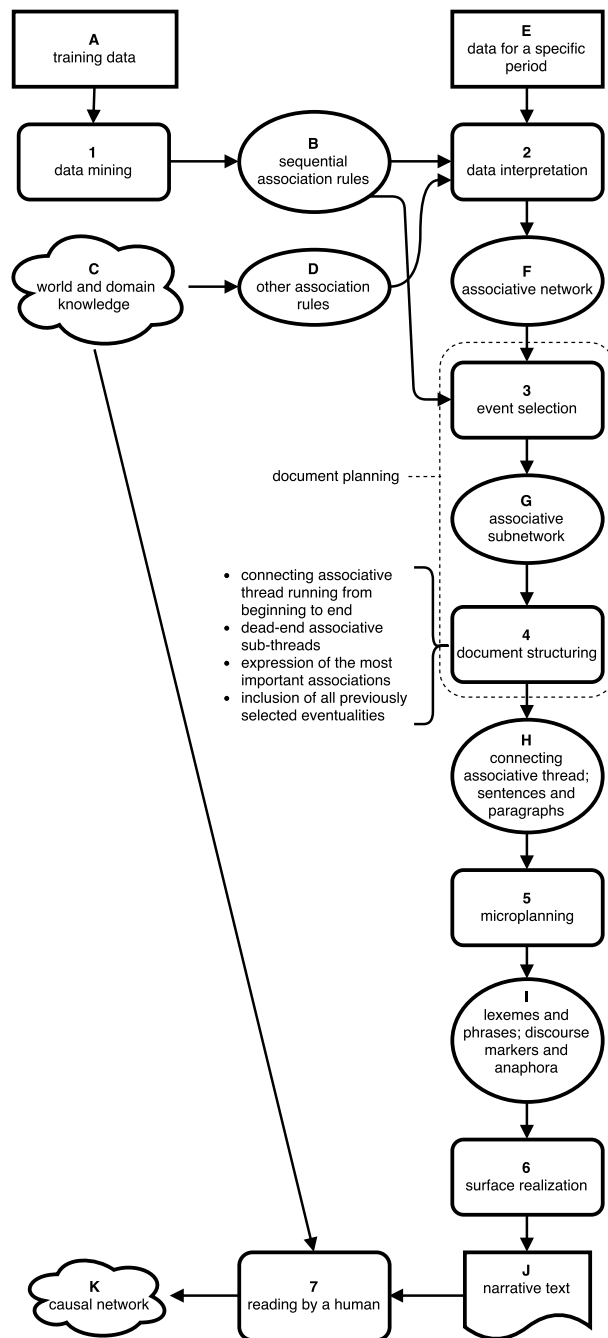 A
training data
E
data for a specific
period
1
data mining
B
sequential
association rules
2
data interpretation
C
world and domain
knowledge
D
other association
rules
F
associative network
3
event selection
document planning
G
associative
subnetwork
• connecting associative
thread running from
beginning to end
• dead-end associative
sub-threads
• expression of the most
important associations
• inclusion of all previously
selected eventualities
4
document structuring
H
connecting
associative thread;
sentences and
paragraphs
5
microplanning
I
lexemes and
phrases; discourse
markers and
anaphora
6
surface realization
K
causal network
7
reading by a human
J
narrative text